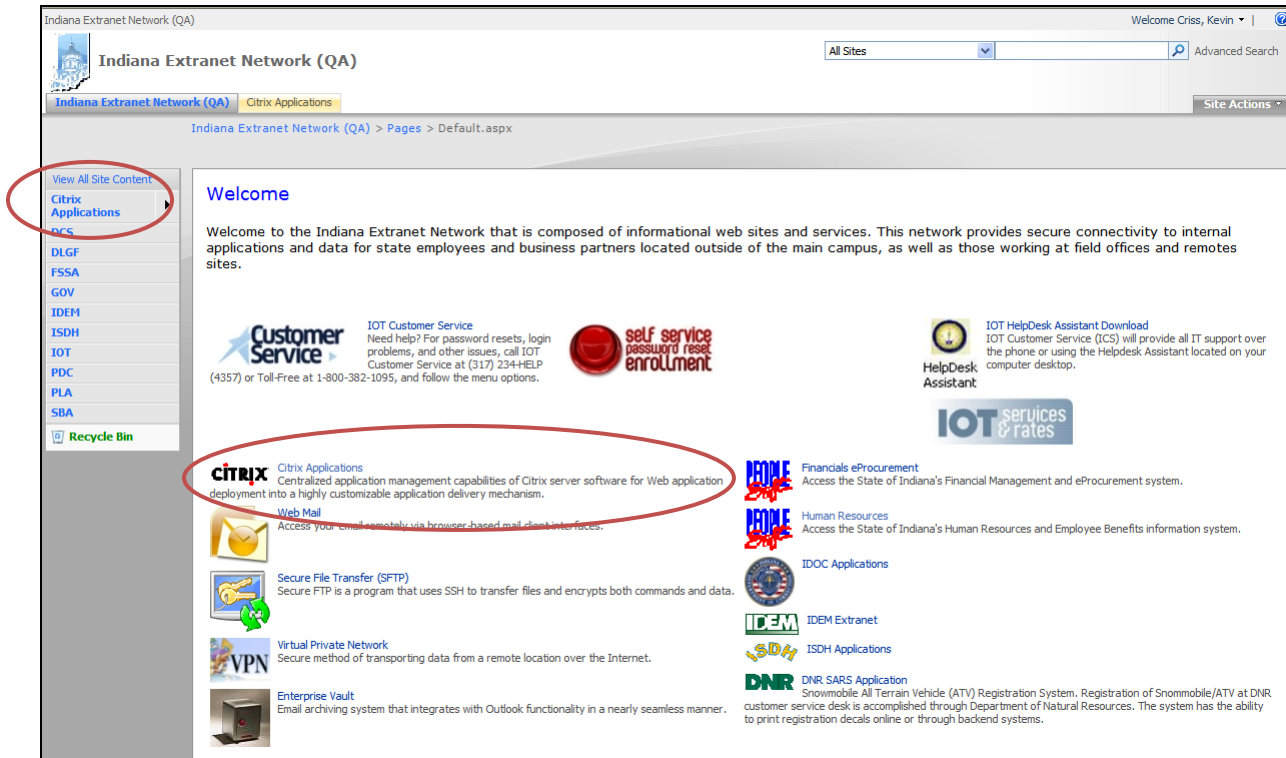 Indiana Extranet Network (QA)
Welcome Criss, Kevin
Indiana Extranet Network (QA)
All Sites
Advanced Search
Indiana Extranet Network (QA)
Citrix Applications
Site Actions
Indiana Extranet Network (QA) > Pages > Default.aspx
View All Site Content
Citrix
Applications
DCS
DLGF
FSSA
GOV
IDEM
ISDH
IOT
PDC
PLA
SBA
Recycle Bin
Welcome
Welcome to the Indiana Extranet Network that is composed of informational web sites and services. This network provides secure connectivity to internal
applications and data for state employees and business partners located outside of the main campus, as well as those working at field offices and remotes
sites.
Customer
Service
IOT Customer Service
Need help? For password resets, login
problems, and other issues, call IOT
Customer Service at (317) 234-HELP
(4357) or Toll-Free at 1-800-382-1095, and follow the menu options.
self service
password reset
enrollment
HelpDesk
Assistant
IOT HelpDesk Assistant Download
IOT Customer Service (ICS) will provide all IT support over
the phone or using the Helpdesk Assistant located on your
computer desktop.
IOT services
& rates
CITRIX
Citrix Applications
Centralized application management capabilities of Citrix server software for Web application
deployment into a highly customizable application delivery mechanism.
Web Mail
Access your email remotely via browser-based mail client interfaces.
Secure File Transfer (SFTP)
Secure FTP is a program that uses SSH to transfer files and encrypts both commands and data.
VPN
Virtual Private Network
Secure method of transporting data from a remote location over the Internet.
Enterprise Vault
Email archiving system that integrates with Outlook functionality in a nearly seamless manner.
PEOPLE
Soft
Financials eProcurement
Access the State of Indiana's Financial Management and eProcurement system.
PEOPLE
Soft
Human Resources
Access the State of Indiana's Human Resources and Employee Benefits information system.
IDOC Applications
IDEM
IDEM Extranet
ISDH
ISDH Applications
DNR
DNR SARS Application
Snowmobile All Terrain Vehicle (ATV) Registration System. Registration of Snommobile/ATV at DNR
customer service desk is accomplished through Department of Natural Resources. The system has the ability
to print registration decals online or through backend systems.